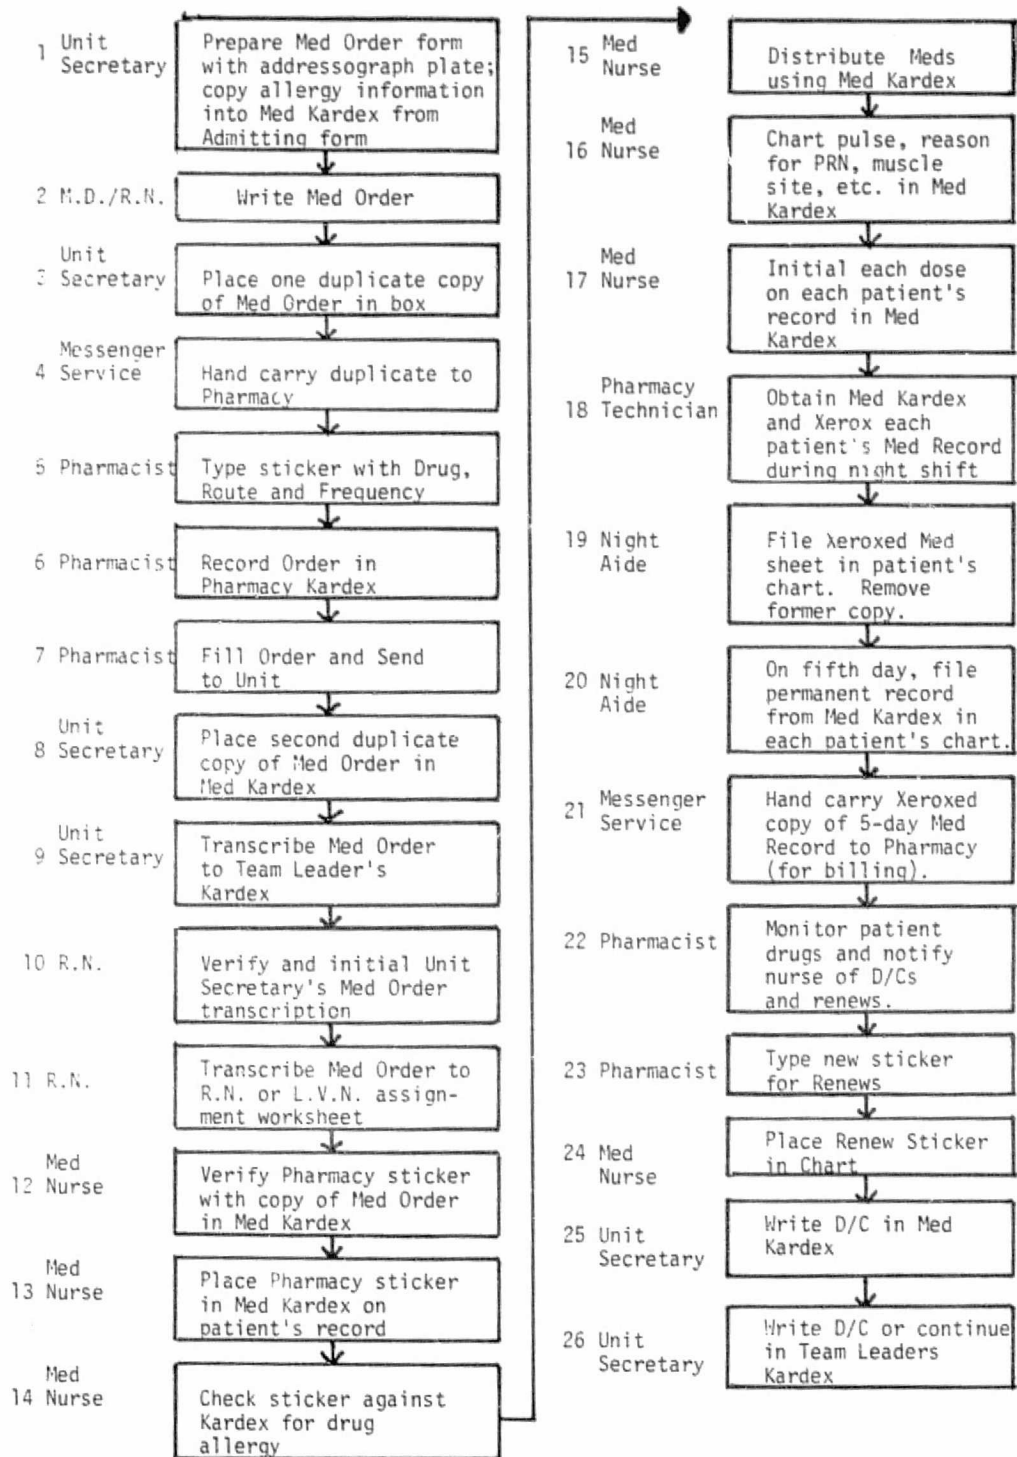 1 Unit Secretary
Prepare Med Order form
with addressograph plate;
copy allergy information
into Med Kardex from
Admitting form
2 M.D./R.N.
Write Med Order
3 Unit Secretary
Place one duplicate copy
of Med Order in box
4 Messenger Service
Hand carry duplicate to
Pharmacy
5 Pharmacist
Type sticker with Drug,
Route and Frequency
6 Pharmacist
Record Order in
Pharmacy Kardex
7 Pharmacist
Fill Order and Send
to Unit
8 Unit Secretary
Place second duplicate
copy of Med Order in
Med Kardex
9 Unit Secretary
Transcribe Med Order
to Team Leader's
Kardex
10 R.N.
Verify and initial Unit
Secretary's Med Order
transcription
11 R.N.
Transcribe Med Order to
R.N. or L.V.N. assign-
ment worksheet
12 Med Nurse
Verify Pharmacy sticker
with copy of Med Order
in Med Kardex
13 Med Nurse
Place Pharmacy sticker
in Med Kardex on
patient's record
14 Med Nurse
Check sticker against
Kardex for drug
allergy
15 Med Nurse
Distribute Meds
using Med Kardex
16 Med Nurse
Chart pulse, reason
for PRN, muscle
site, etc. in Med
Kardex
17 Med Nurse
Initial each dose
on each patient's
record in Med
Kardex
18 Pharmacy Technician
Obtain Med Kardex
and Xerox each
patient's Med Record
during night shift
19 Night Aide
File Xeroxed Med
sheet in patient's
chart. Remove
former copy.
20 Night Aide
On fifth day, file
permanent record
from Med Kardex in
each patient's chart.
21 Messenger Service
Hand carry Xeroxed
copy of 5-day Med
Record to Pharmacy
(for billing).
22 Pharmacist
Monitor patient
drugs and notify
nurse of D/Cs
and renews.
23 Pharmacist
Type new sticker
for Renews
24 Med Nurse
Place Renew Sticker
in Chart
25 Unit Secretary
Write D/C in Med
Kardex
26 Unit Secretary
Write D/C or continue
in Team Leaders
Kardex